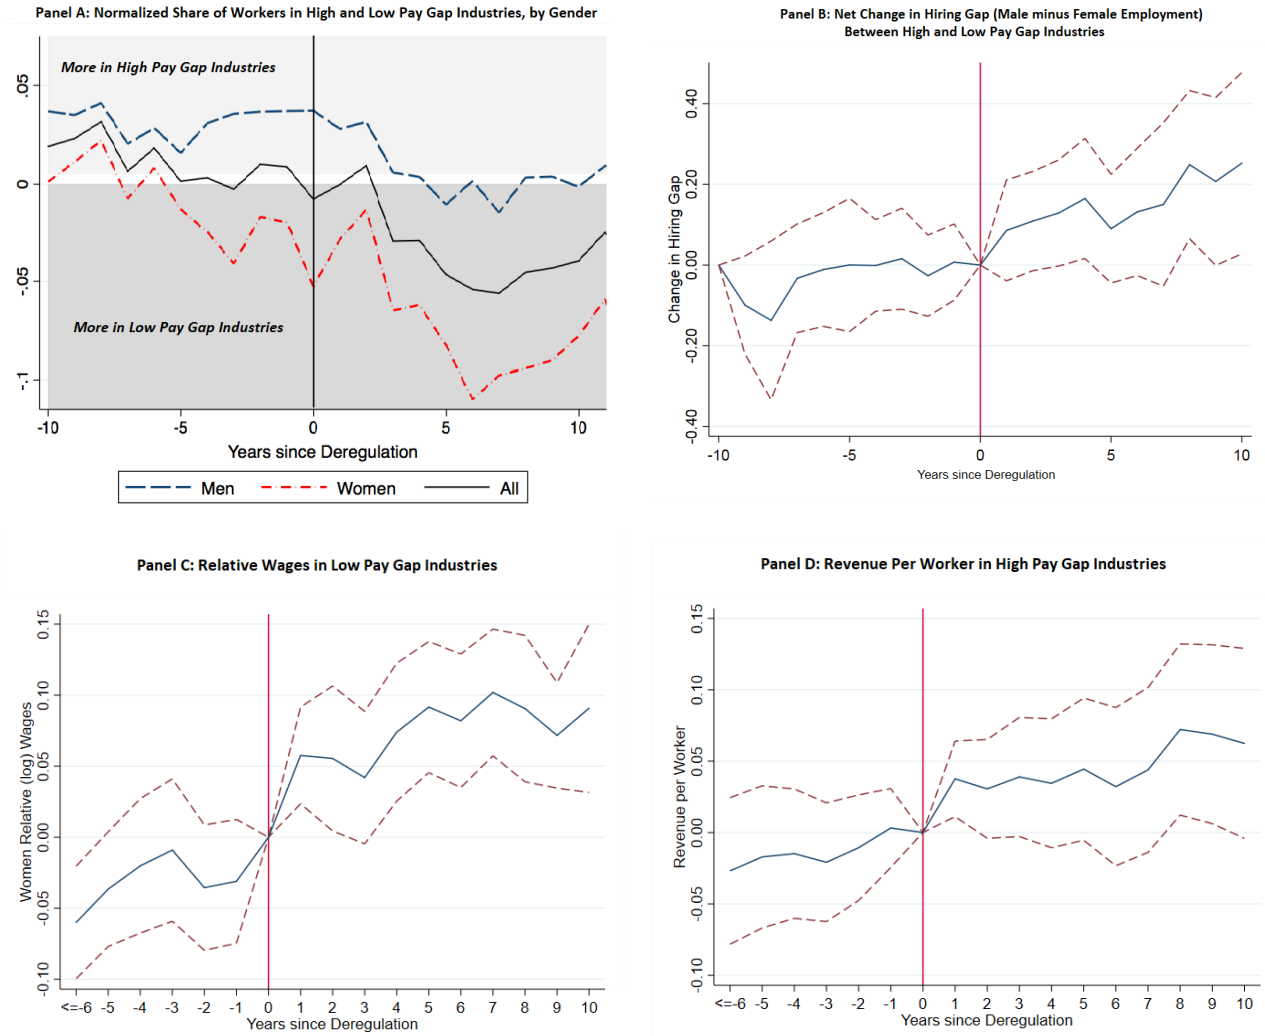 Panel A: Normalized Share of Workers in High and Low Pay Gap Industries, by Gender
More in High Pay Gap Industries
More in Low Pay Gap Industries
.05
0
-.05
-.1
-10 -5 0 5 10
Years since Deregulation
Men Women All
Panel B: Net Change in Hiring Gap (Male minus Female Employment)
Between High and Low Pay Gap Industries
Change in Hiring Gap
0.40
0.20
0.00
-0.20
-0.40
-10 -5 0 5 10
Years since Deregulation
Panel C: Relative Wages in Low Pay Gap Industries
Women Relative (log) Wages
0.15
0.10
0.05
0.00
-0.05
-0.10
<=-6 -5 -4 -3 -2 -1 0 1 2 3 4 5 6 7 8 9 10
Years since Deregulation
Panel D: Revenue Per Worker in High Pay Gap Industries
Revenue per Worker
0.15
0.10
0.05
0.00
-0.05
-0.10
<=-6 -5 -4 -3 -2 -1 0 1 2 3 4 5 6 7 8 9 10
Years since Deregulation